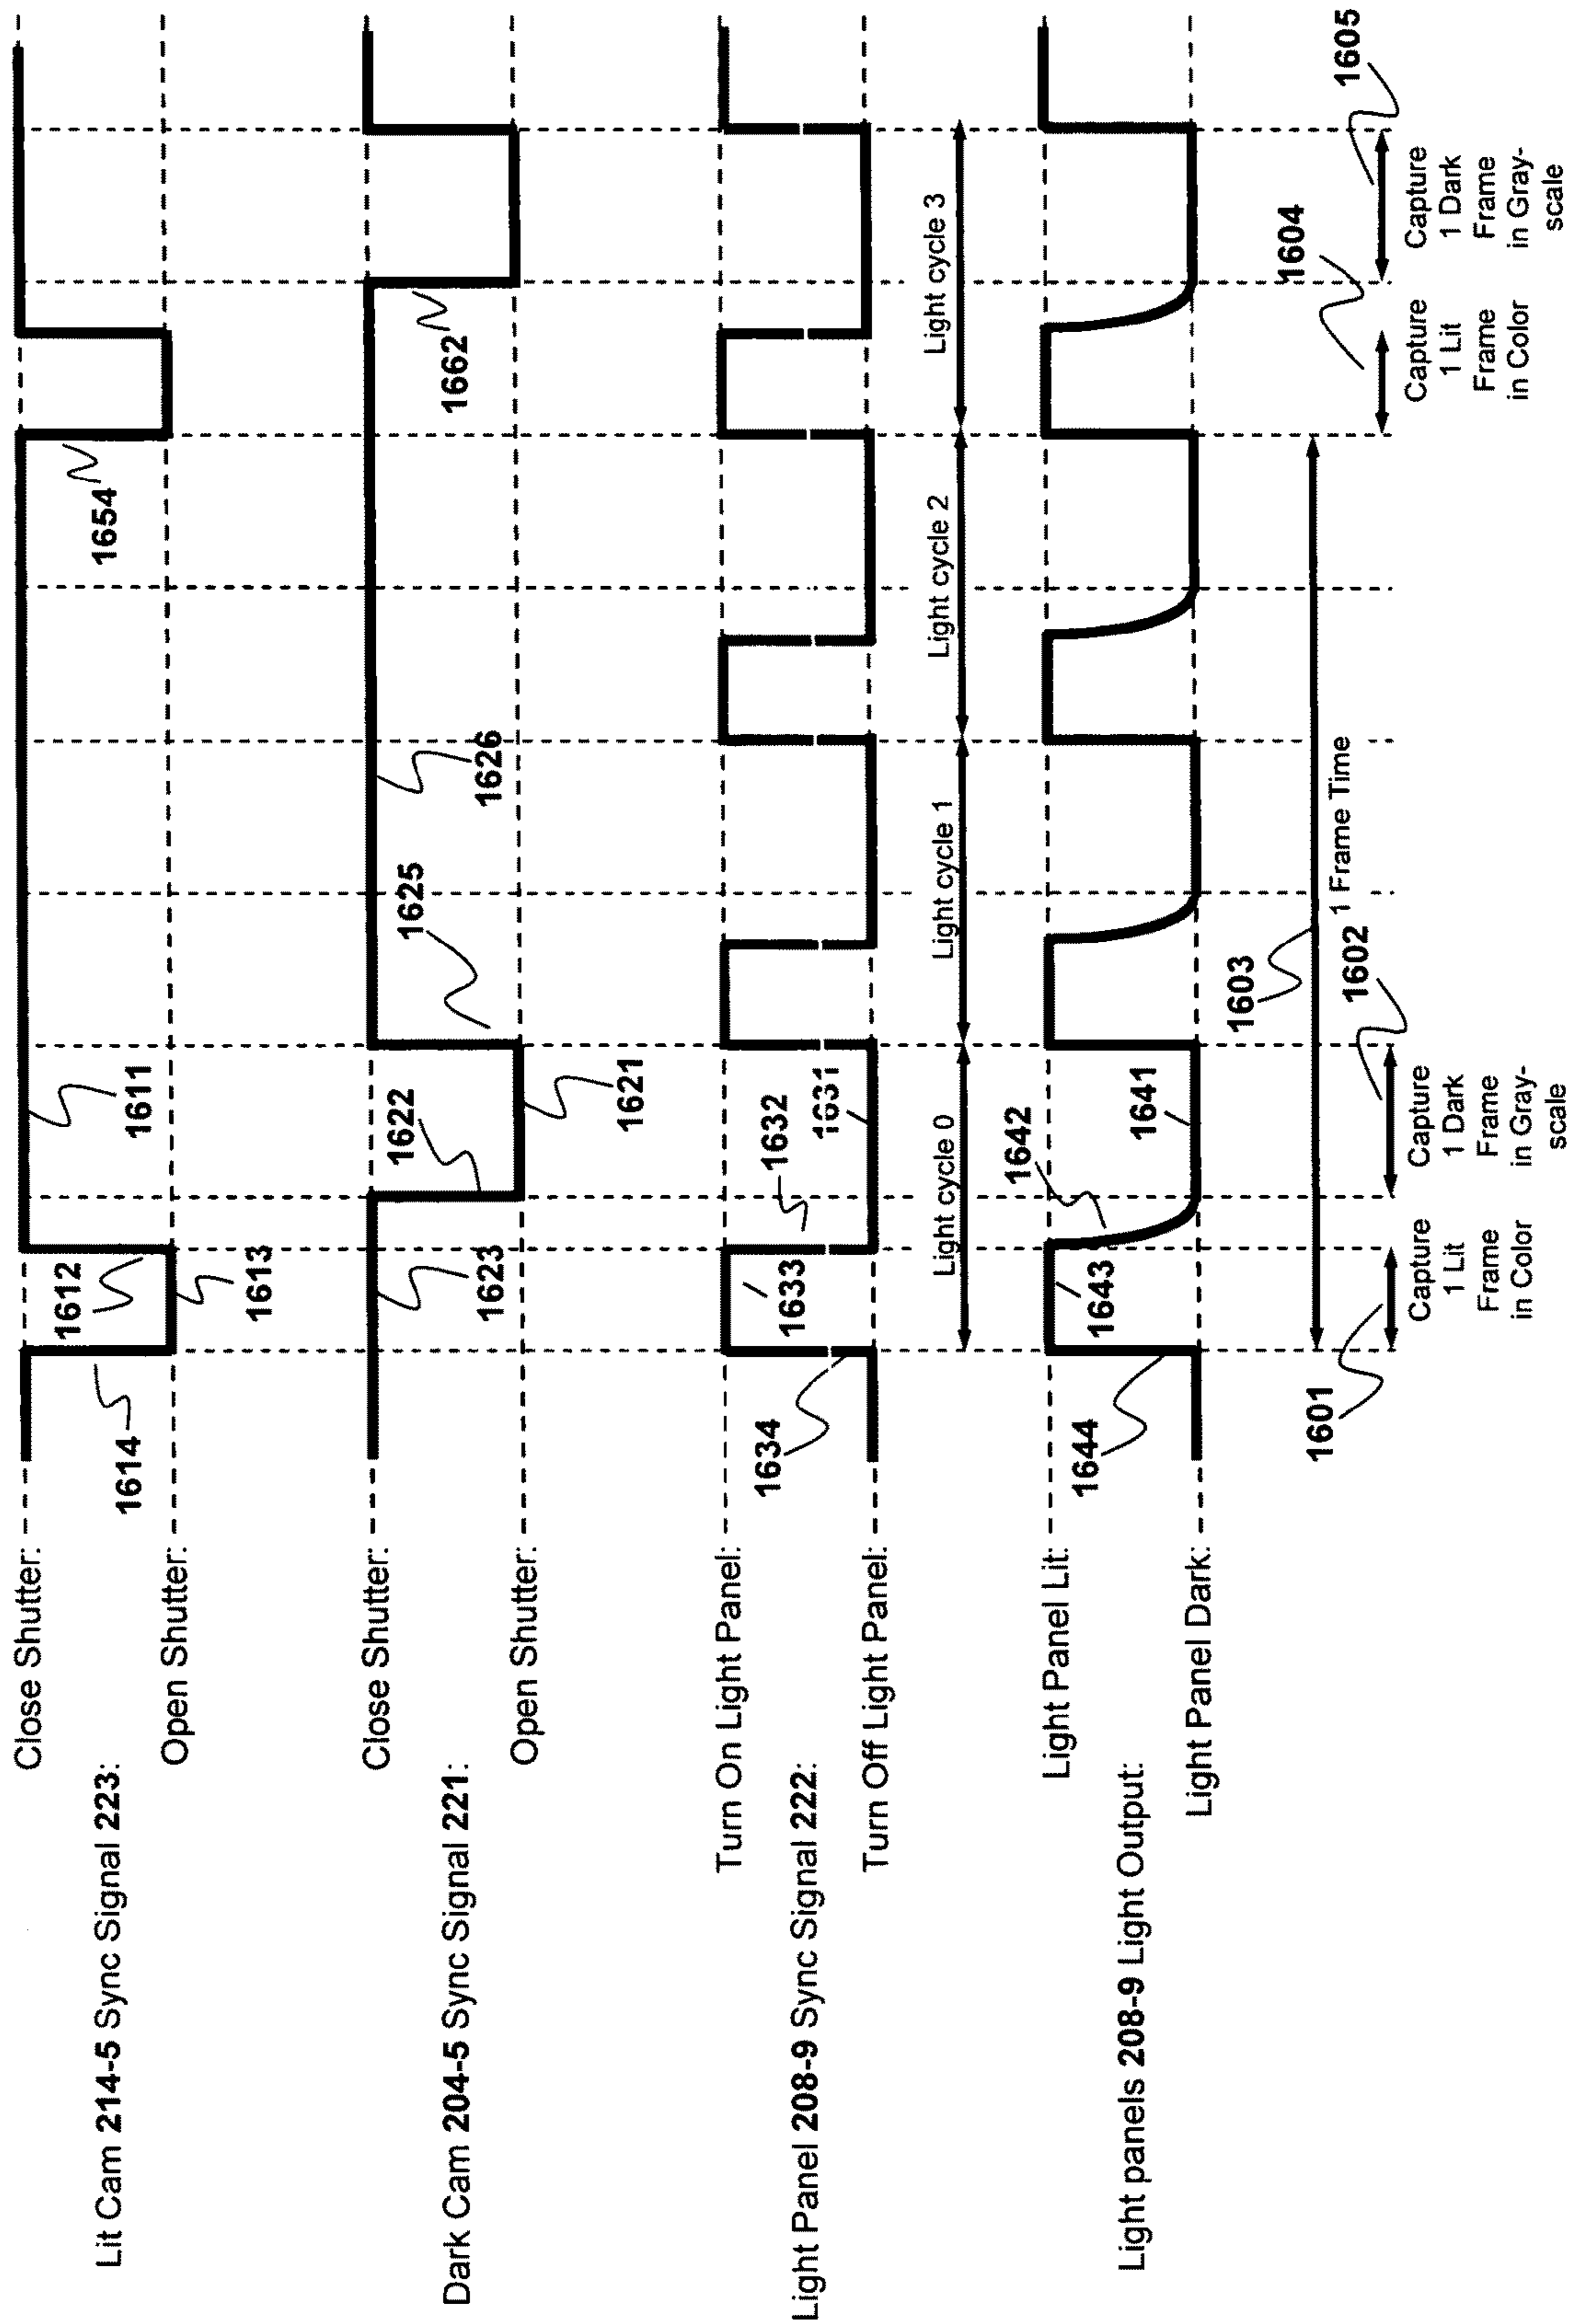 Close Shutter:
Lit Cam 214-5 Sync Signal 223:
Open Shutter:
1614
1612
1613
1611
1654
Close Shutter:
Dark Cam 204-5 Sync Signal 221:
Open Shutter:
1623
1622
1621
1625
1626
1662
Turn On Light Panel:
Light Panel 208-9 Sync Signal 222:
Turn Off Light Panel:
1634
1633
1632
1631
Light cycle 0
Light cycle 1
Light cycle 2
Light cycle 3
Light Panel Lit:
Light panels 208-9 Light Output:
Light Panel Dark:
1644
1643
1642
1641
1603
1 Frame Time
1601
1602
1604
1605
Capture
1 Lit
Frame
in Color
Capture
1 Dark
Frame
in Gray-
scale
Capture
1 Lit
Frame
in Color
Capture
1 Dark
Frame
in Gray-
scale